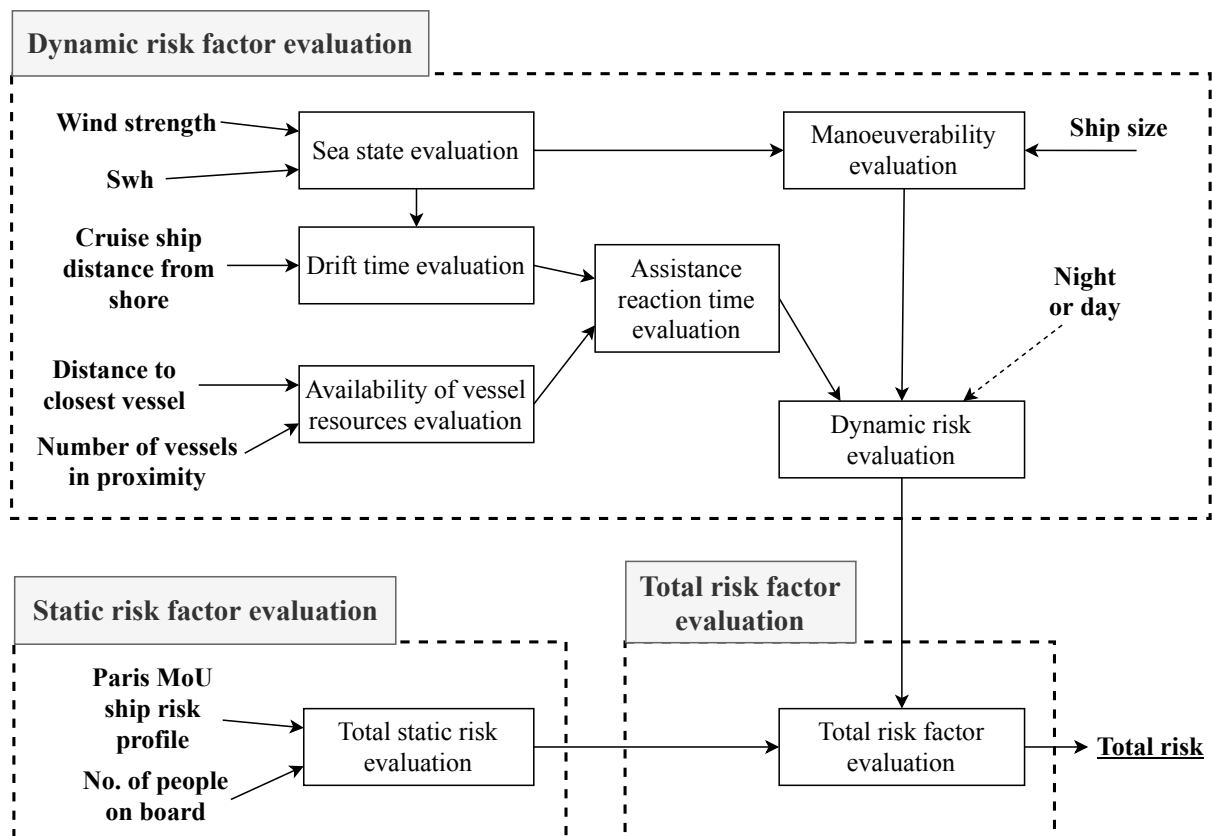 Dynamic risk factor evaluation
Wind strength
Swh
Sea state evaluation
Manoeuverability
evaluation
Ship size
Cruise ship
distance from
shore
Drift time evaluation
Assistance
reaction time
evaluation
Night
or day
Distance to
closest vessel
Number of vessels
in proximity
Availability of vessel
resources evaluation
Dynamic risk
evaluation
Static risk factor evaluation
Paris MoU
ship risk
profile
No. of people
on board
Total static risk
evaluation
Total risk factor
evaluation
Total risk factor
evaluation
Total risk